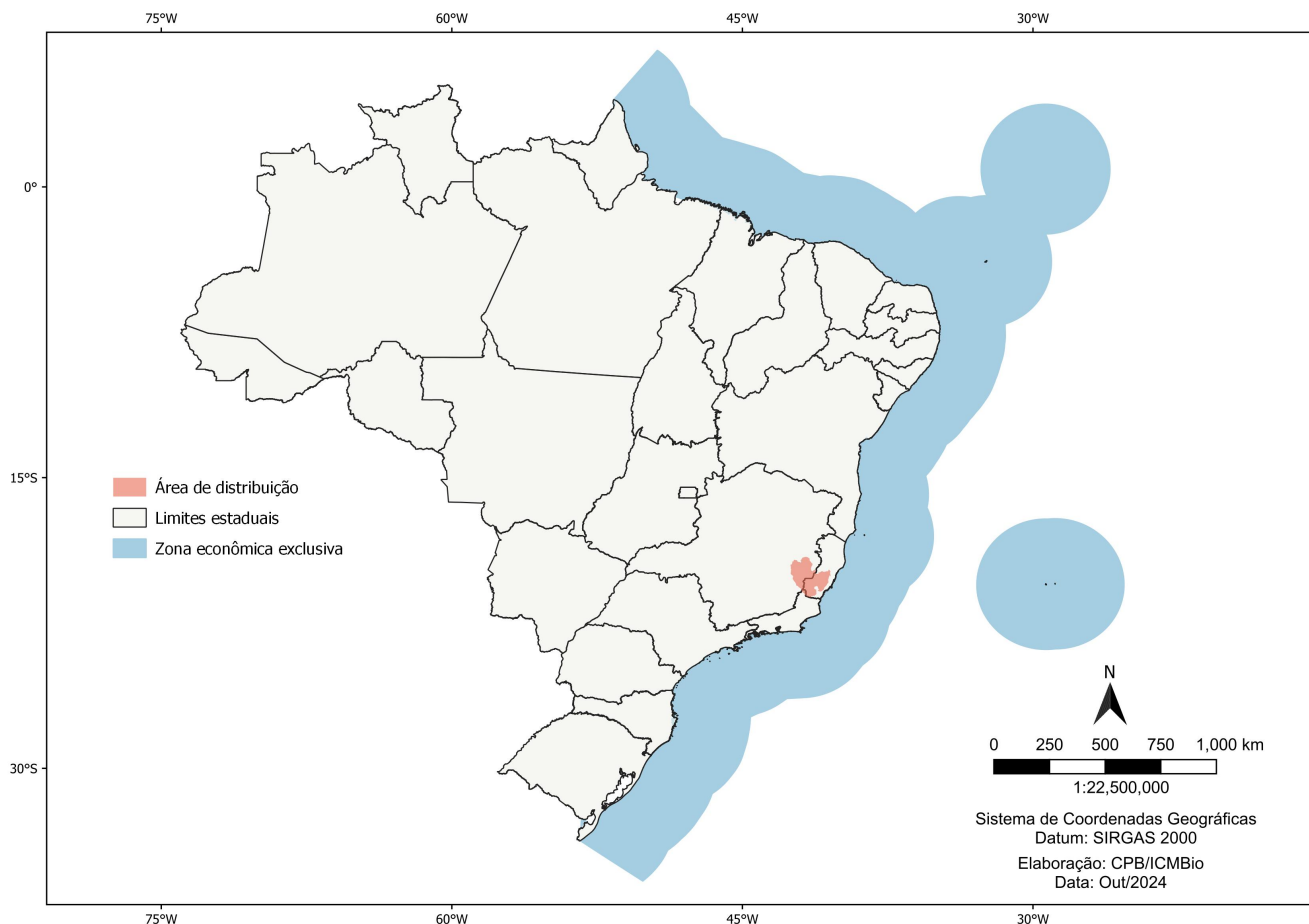 75°W
60°W
45°W
30°W
0°
15°S
30°S
Área de distribuição
Limites estaduais
Zona econômica exclusiva
N
0 250 500 750 1,000 km
1:22,500,000
Sistema de Coordenadas Geográficas
Datum: SIRGAS 2000
Elaboração: CPB/ICMBio
Data: Out/2024
75°W
60°W
45°W
30°W